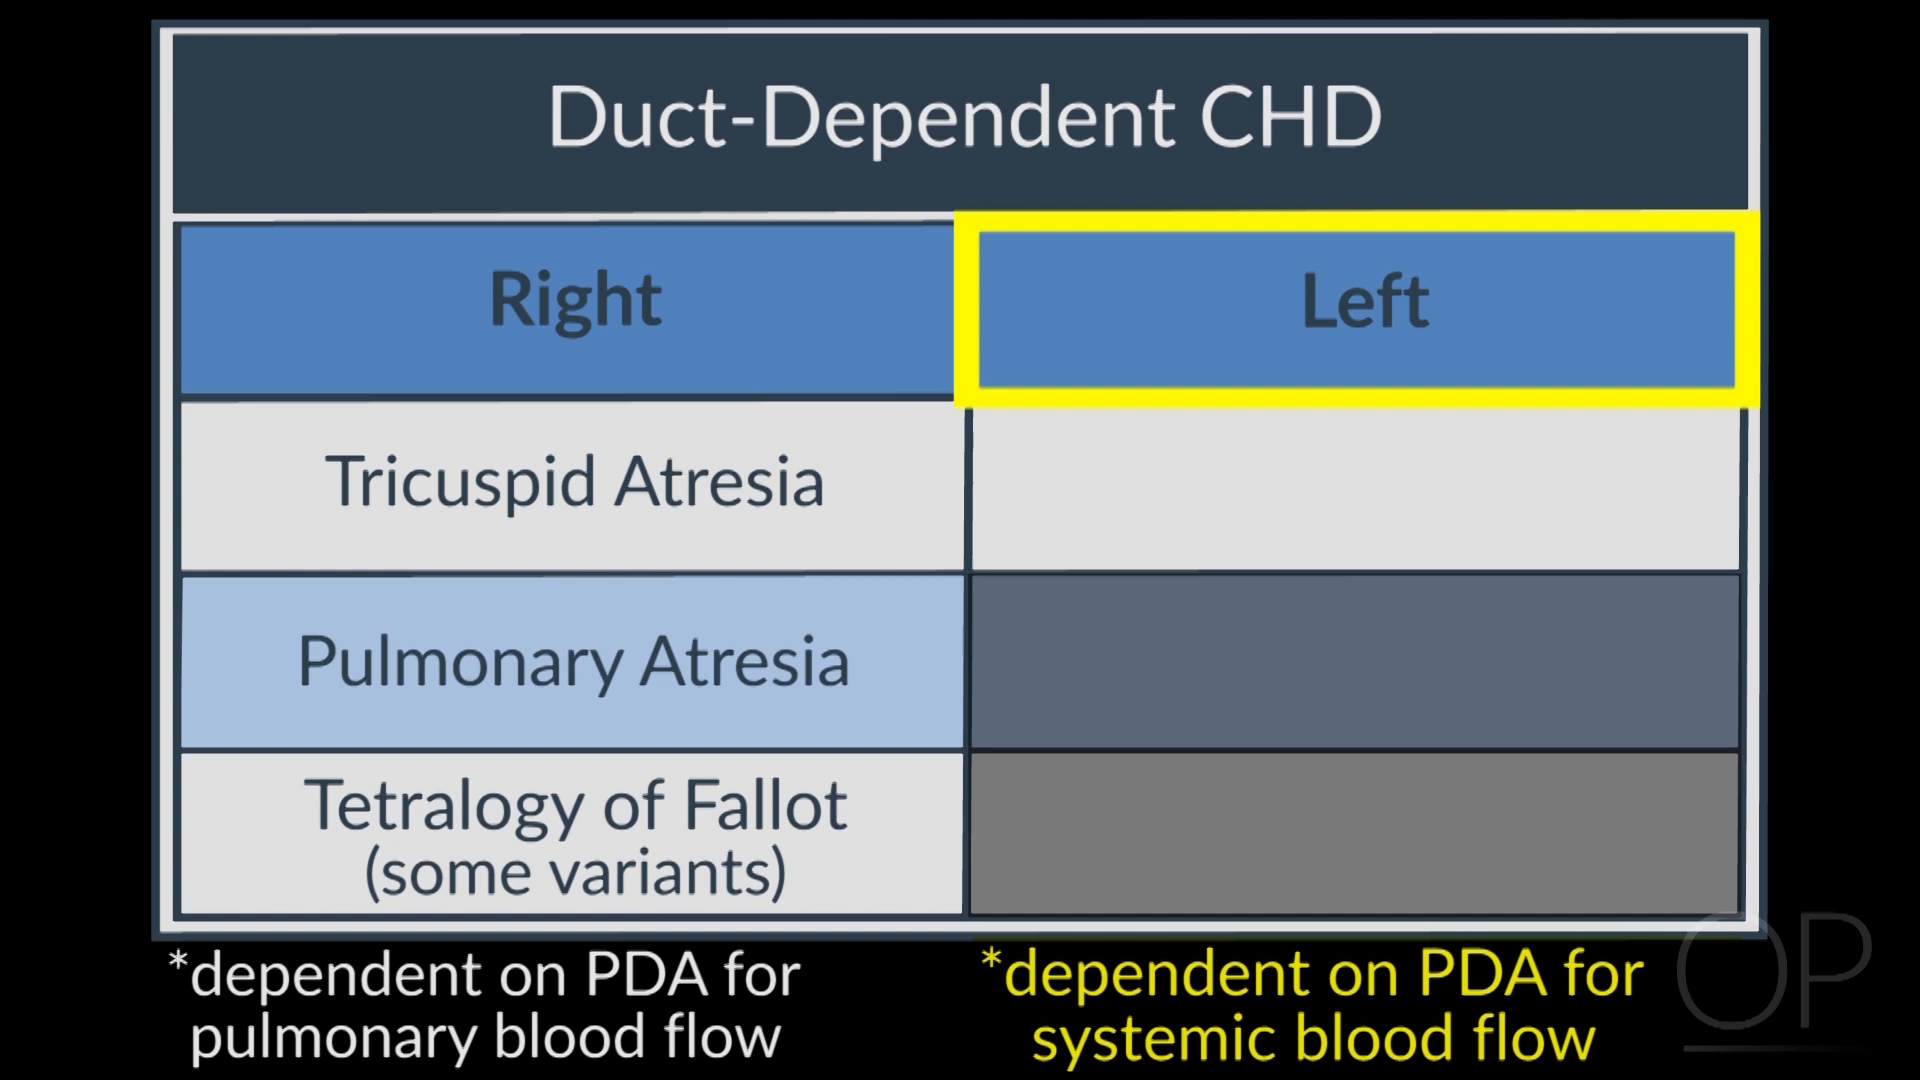 Duct-Dependent CHD
Right
Left
Tricuspid Atresia
Pulmonary Atresia
Tetralogy of Fallot
(some variants)
*dependent on PDA for
pulmonary blood flow
*dependent on PDA for
systemic blood flow
OP